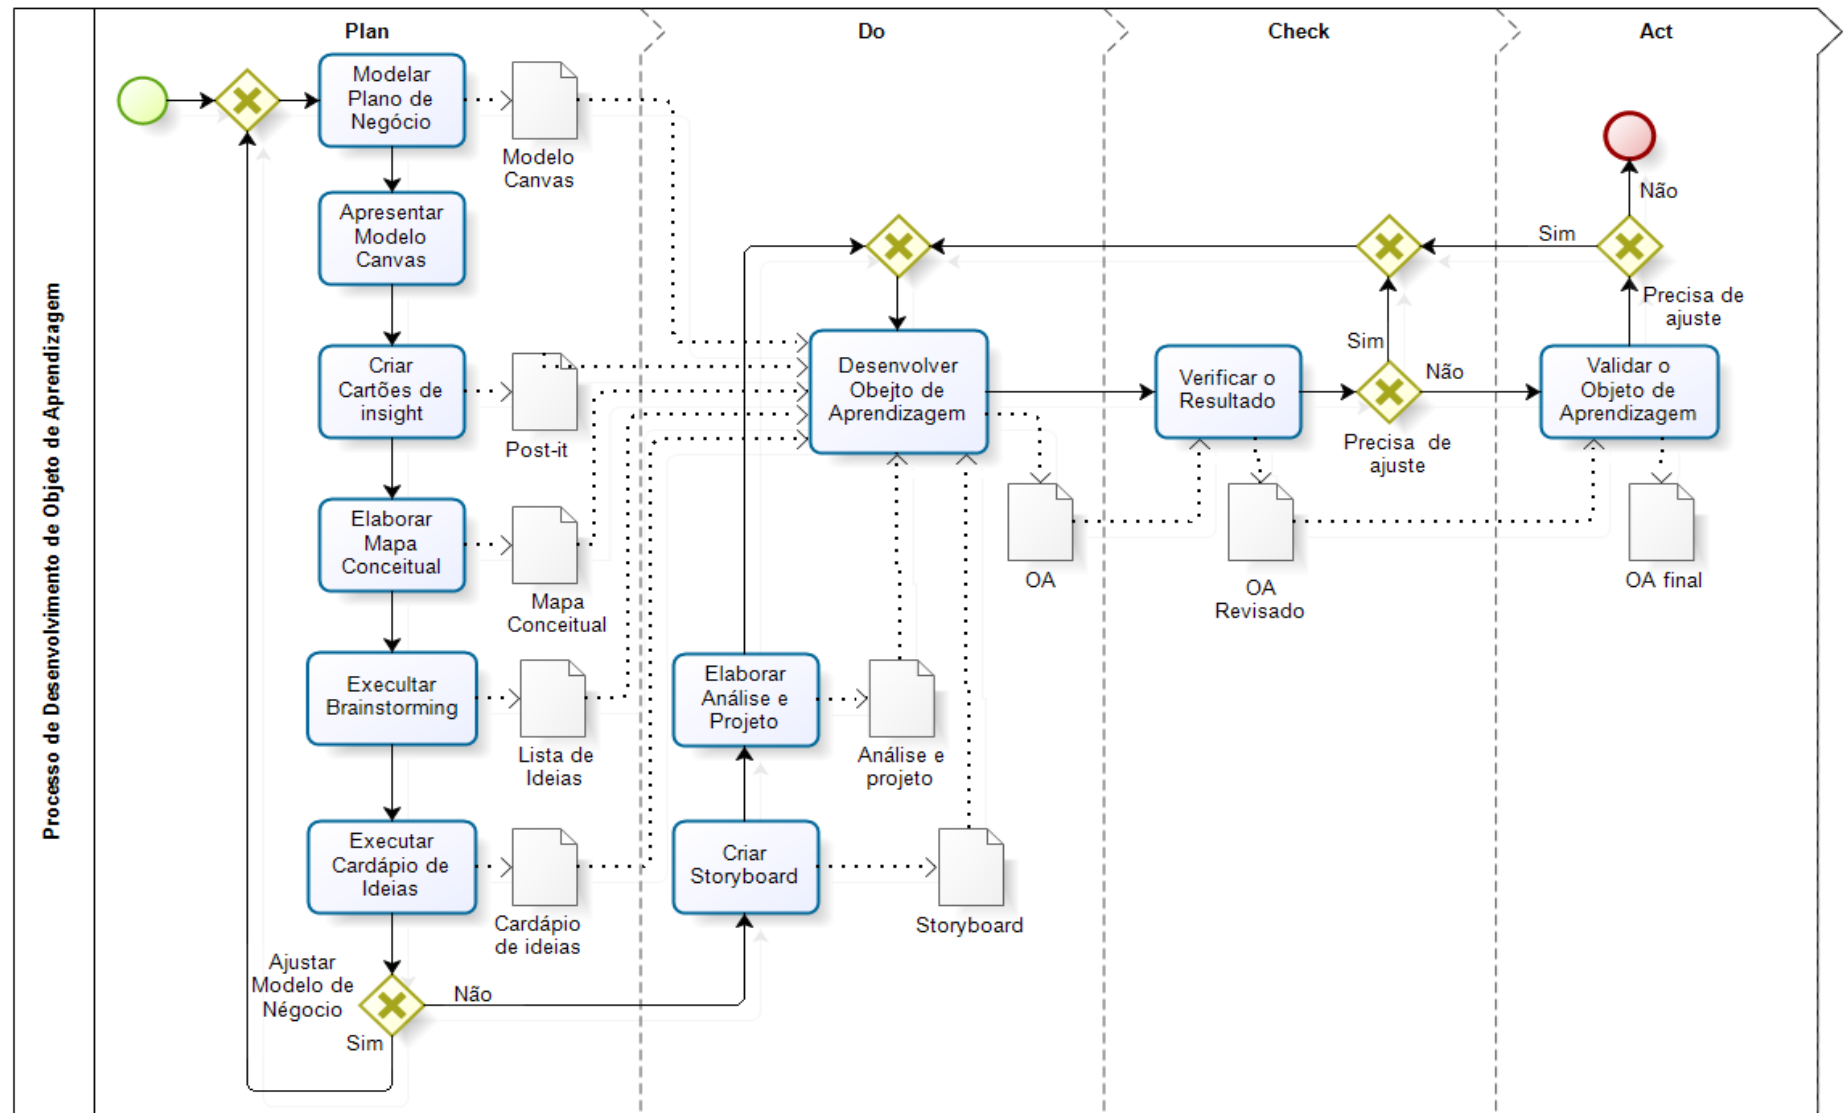 Processo de Desenvolvimento de Objeto de Aprendizagem
Plan
Do
Check
Act
Modelar
Plano de
Negócio
Modelo
Canvas
Apresentar
Modelo
Canvas
Criar
Cartões de
insight
Post-it
Elaborar
Mapa
Conceitual
Mapa
Conceitual
Execultar
Brainstorming
Lista de
Ideias
Executar
Cardápio de
Ideias
Cardápio
de ideias
Ajustar
Modelo de
Négocio
Sim
Não
Criar
Storyboard
Storyboard
Elaborar
Análise e
Projeto
Análise e
projeto
Desenvolver
Obejto de
Aprendizagem
OA
Verificar o
Resultado
OA
Revisado
Precisa de
ajuste
Sim
Não
Validar o
Objeto de
Aprendizagem
OA final
Precisa de
ajuste
Sim
Não